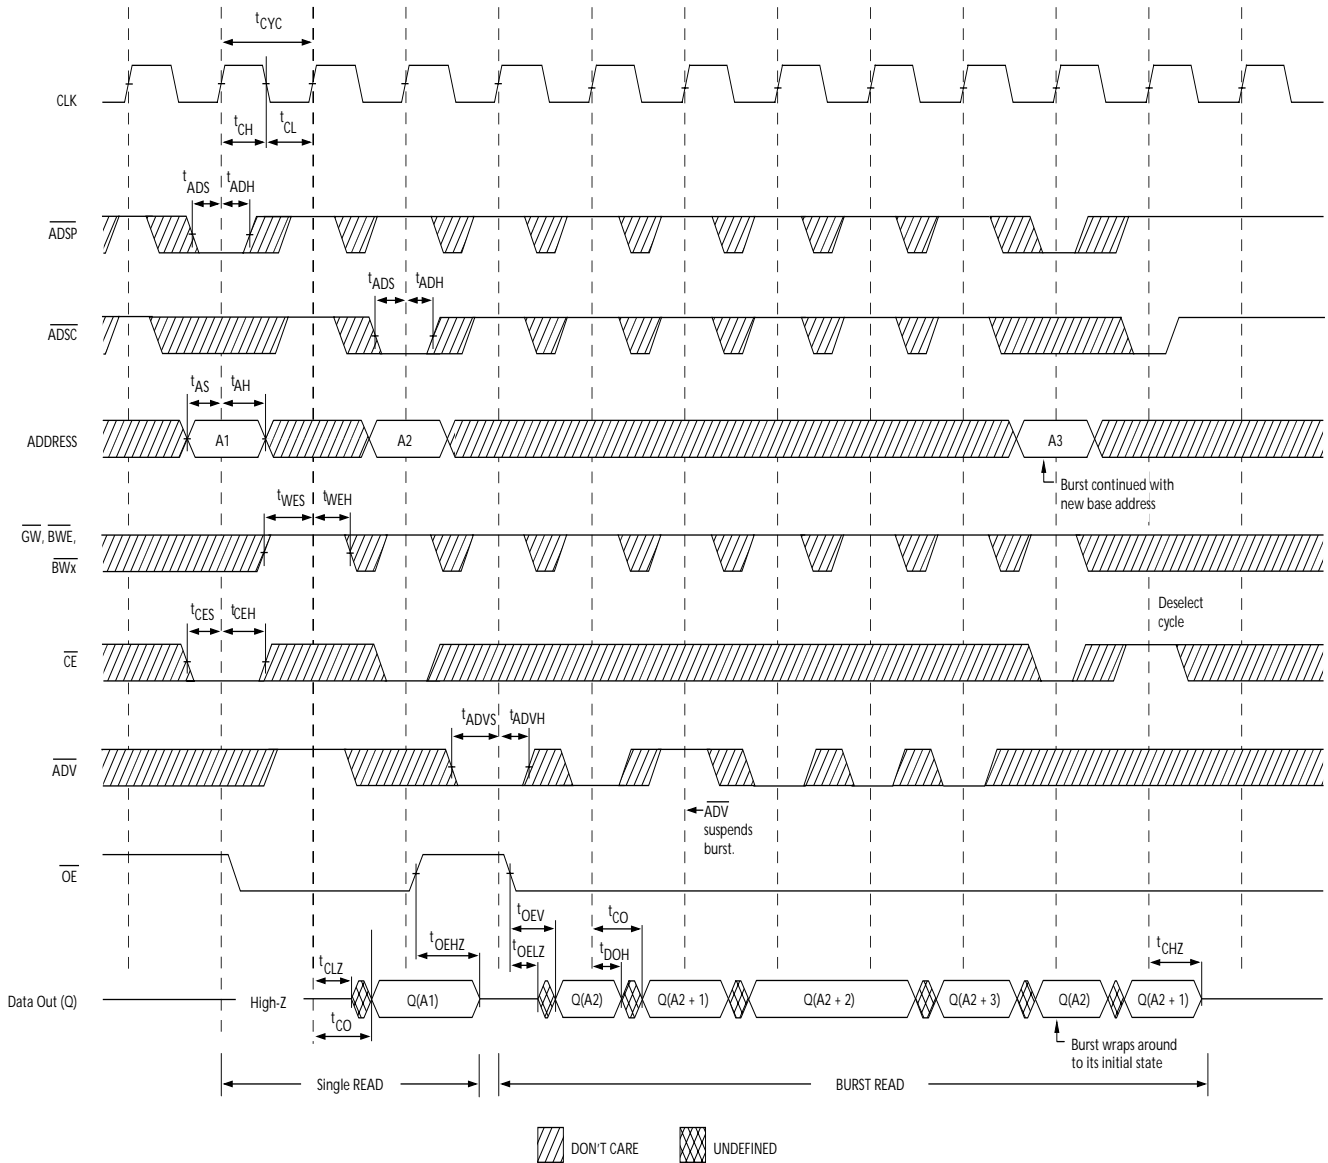 tCYC
CLK
tCH
tCL
tADS
tADH
ADSP
tADS
tADH
ADSC
tAS
tAH
ADDRESS
A1
A2
A3
Burst continued with
new base address
tWES
tWEH
GW, BWE,
BWx
Deselect
cycle
tCES
tCEH
CE
tADVS
tADVH
ADV
ADV
suspends
burst.
OE
tOEV
tCO
tOEHZ
tOELZ
tDOH
tCHZ
tCLZ
Data Out (Q)
High-Z
Q(A1)
Q(A2)
Q(A2 + 1)
Q(A2 + 2)
Q(A2 + 3)
Q(A2)
Q(A2 + 1)
tCO
Burst wraps around
to its initial state
Single READ
BURST READ
DON'T CARE
UNDEFINED